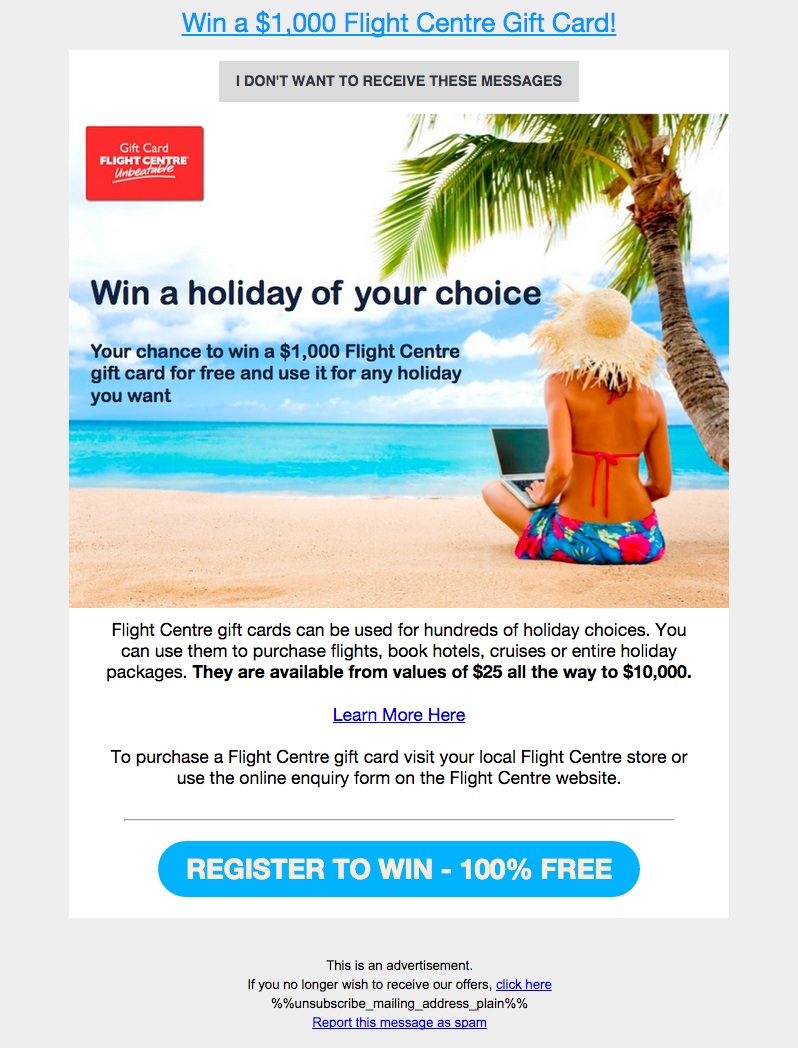 Win a $1,000 Flight Centre Gift Card!
I DON'T WANT TO RECEIVE THESE MESSAGES
Gift Card
FLIGHT CENTRE
Unbeatable
Win a holiday of your choice
Your chance to win a $1,000 Flight Centre
gift card for free and use it for any holiday
you want
Flight Centre gift cards can be used for hundreds of holiday choices. You
can use them to purchase flights, book hotels, cruises or entire holiday
packages. They are available from values of $25 all the way to $10,000.
Learn More Here
To purchase a Flight Centre gift card visit your local Flight Centre store or
use the online enquiry form on the Flight Centre website.
REGISTER TO WIN - 100% FREE
This is an advertisement.
If you no longer wish to receive our offers, click here
%%unsubscribe_mailing_address_plain%%
Report this message as spam